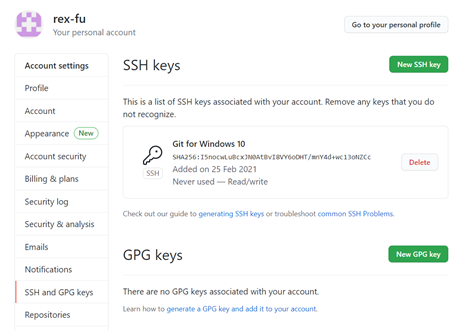 rex-fu
Your personal account
Go to your personal profile
Account settings
Profile
Account
Appearance New
Account security
Billing & plans
Security log
Security & analysis
Emails
Notifications
SSH and GPG keys
Repositories
SSH keys
New SSH key
This is a list of SSH keys associated with your account. Remove any keys that you do
not recognize.
SSH
Git for Windows 10
Added on 25 Feb 2021
Never used — Read/write
Delete
Check out our guide to generating SSH keys or troubleshoot common SSH Problems.
GPG keys
New GPG key
There are no GPG keys associated with your account.
Learn how to generate a GPG key and add it to your account.